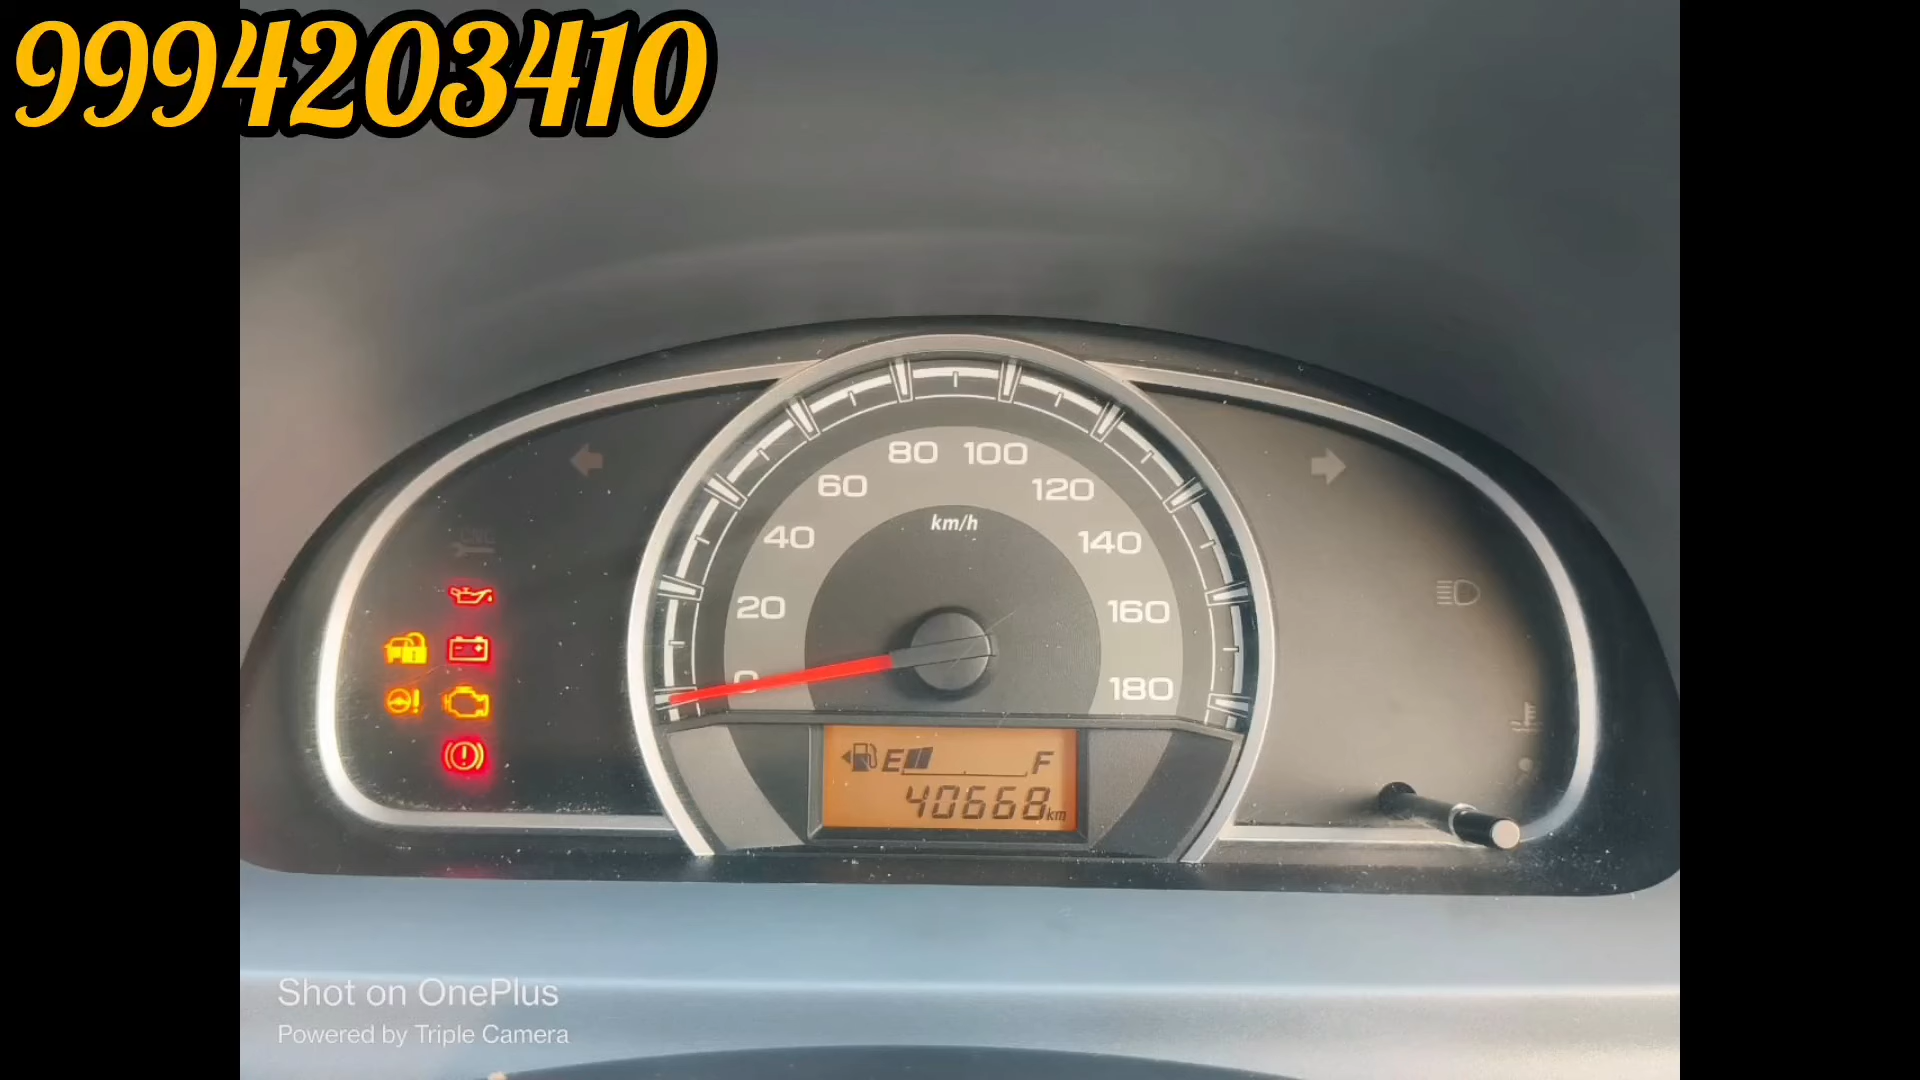 9994203410
80 100
60 120
km/h
40 140
20 160
0 180
E F
40668km
Shot on OnePlus
Powered by Triple Camera